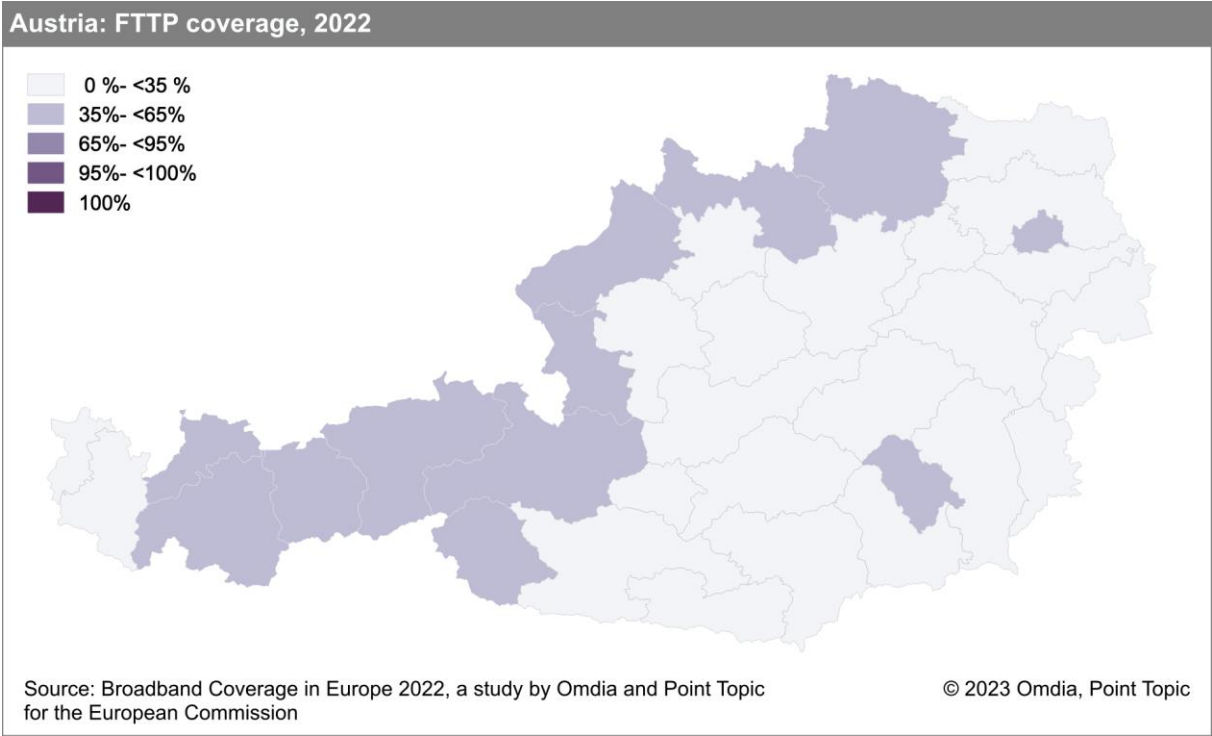 Austria: FTTP coverage, 2022
0 %- <35 %
35%- <65%
65%- <95%
95%- <100%
100%
Source: Broadband Coverage in Europe 2022, a study by Omdia and Point Topic
for the European Commission
© 2023 Omdia, Point Topic